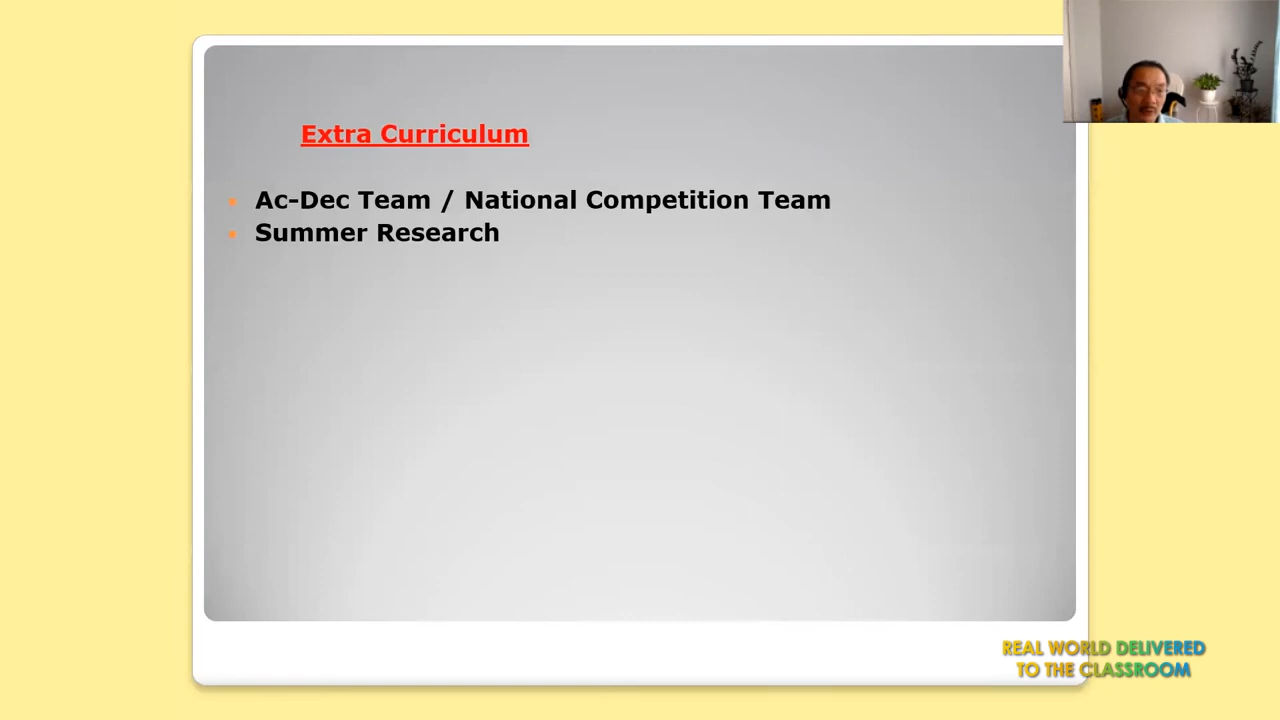 Extra Curriculum
Ac-Dec Team / National Competition Team
Summer Research
REAL WORLD DELIVERED
TO THE CLASSROOM